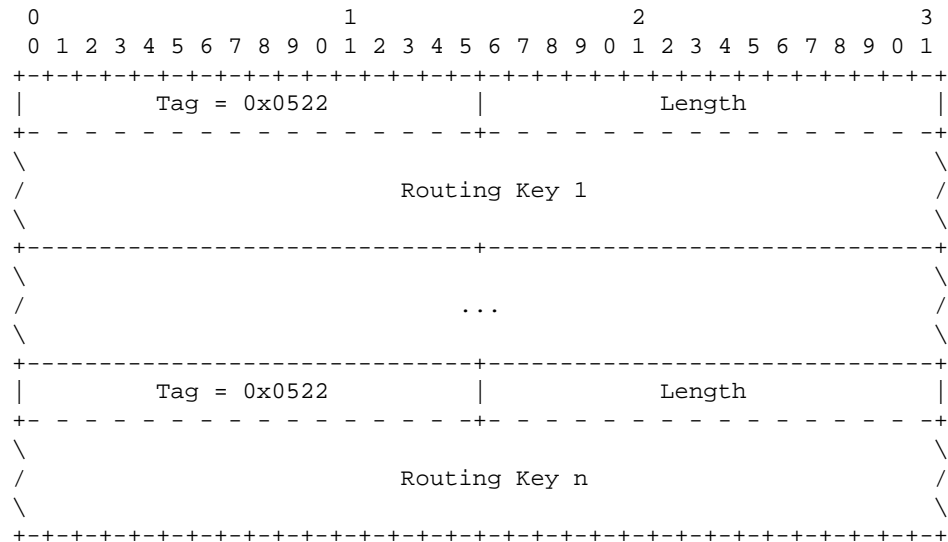 0                   1                   2                   3
 0 1 2 3 4 5 6 7 8 9 0 1 2 3 4 5 6 7 8 9 0 1 2 3 4 5 6 7 8 9 0 1
+-+-+-+-+-+-+-+-+-+-+-+-+-+-+-+-+-+-+-+-+-+-+-+-+-+-+-+-+-+-+-+-+
|         Tag = 0x0522          |            Length             |
+- - - - - - - - - - - - - - - -+- - - - - - - - - - - - - - - -+
\                                                               \
/                          Routing Key 1                        /
\                                                               \
+-------------------------------+-------------------------------+
\                                                               \
/                              ...                              /
\                                                               \
+-------------------------------+-------------------------------+
|         Tag = 0x0522          |            Length             |
+- - - - - - - - - - - - - - - -+- - - - - - - - - - - - - - - -+
\                                                               \
/                          Routing Key n                        /
\                                                               \
+-+-+-+-+-+-+-+-+-+-+-+-+-+-+-+-+-+-+-+-+-+-+-+-+-+-+-+-+-+-+-+-+